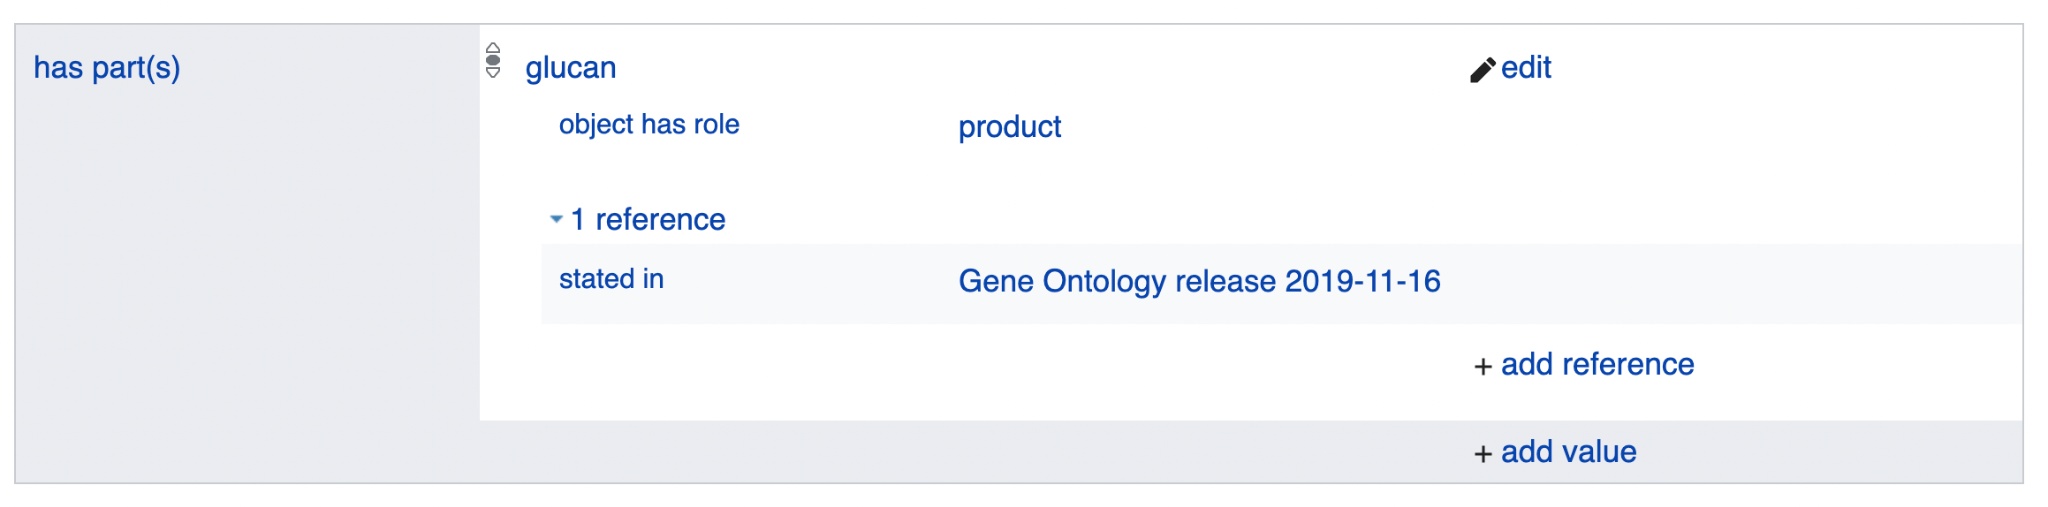 has part(s)
glucan
edit
object has role
product
1 reference
stated in
Gene Ontology release 2019-11-16
+ add reference
+ add value